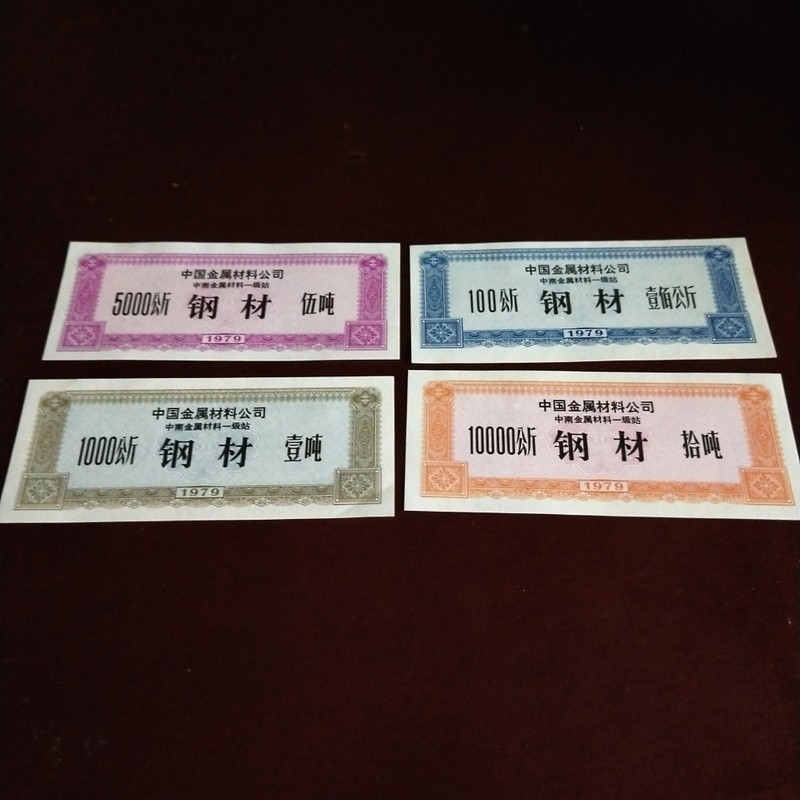 中国金属材料公司
中南金属材料一级站
5000公斤 钢材 伍吨
1979
中国金属材料公司
中南金属材料一级站
100公斤 钢材 壹佰公斤
1979
中国金属材料公司
中南金属材料一级站
1000公斤 钢材 壹吨
1979
中国金属材料公司
中南金属材料一级站
10000公斤 钢材 拾吨
1979